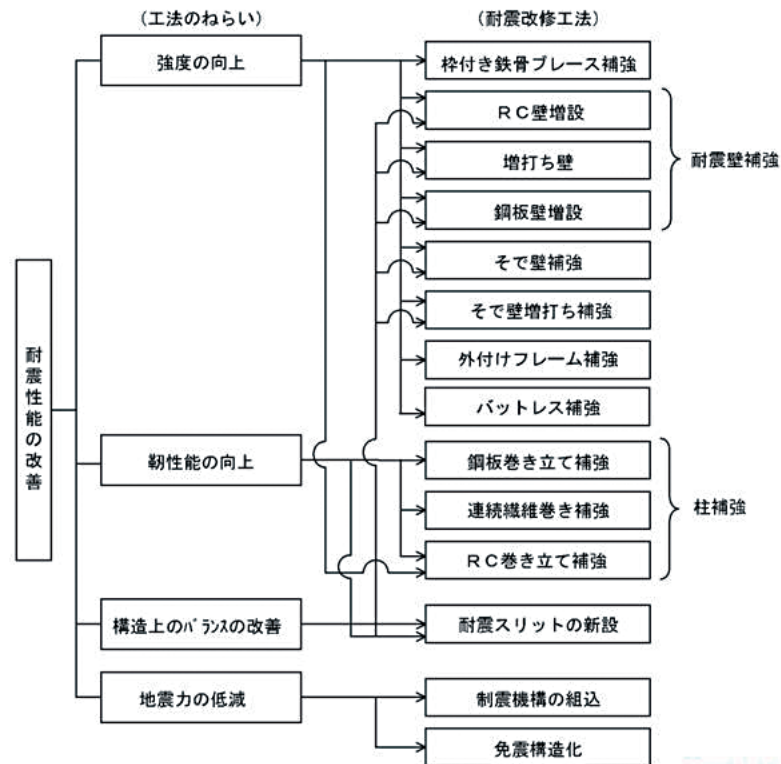 (工法のねらい)
(耐震改修工法)
耐震性能の改善
強度の向上
靭性能の向上
構造上のバランスの改善
地震力の低減
枠付き鉄骨ブレース補強
RC壁増設
増打ち壁
鋼板壁増設
耐震壁補強
そで壁補強
そで壁増打ち補強
外付けフレーム補強
バットレス補強
鋼板巻き立て補強
連続繊維巻き補強
RC巻き立て補強
柱補強
耐震スリットの新設
制震機構の組込
免震構造化